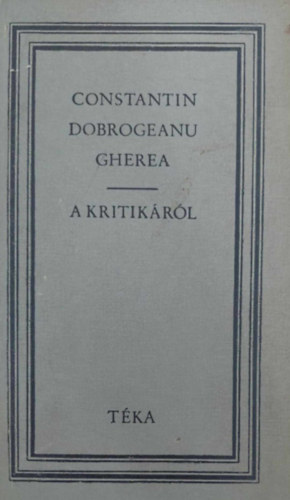 CONSTANTIN
DOBROGEANU
GHEREA
A KRITIKÁRÓL
TÉKA